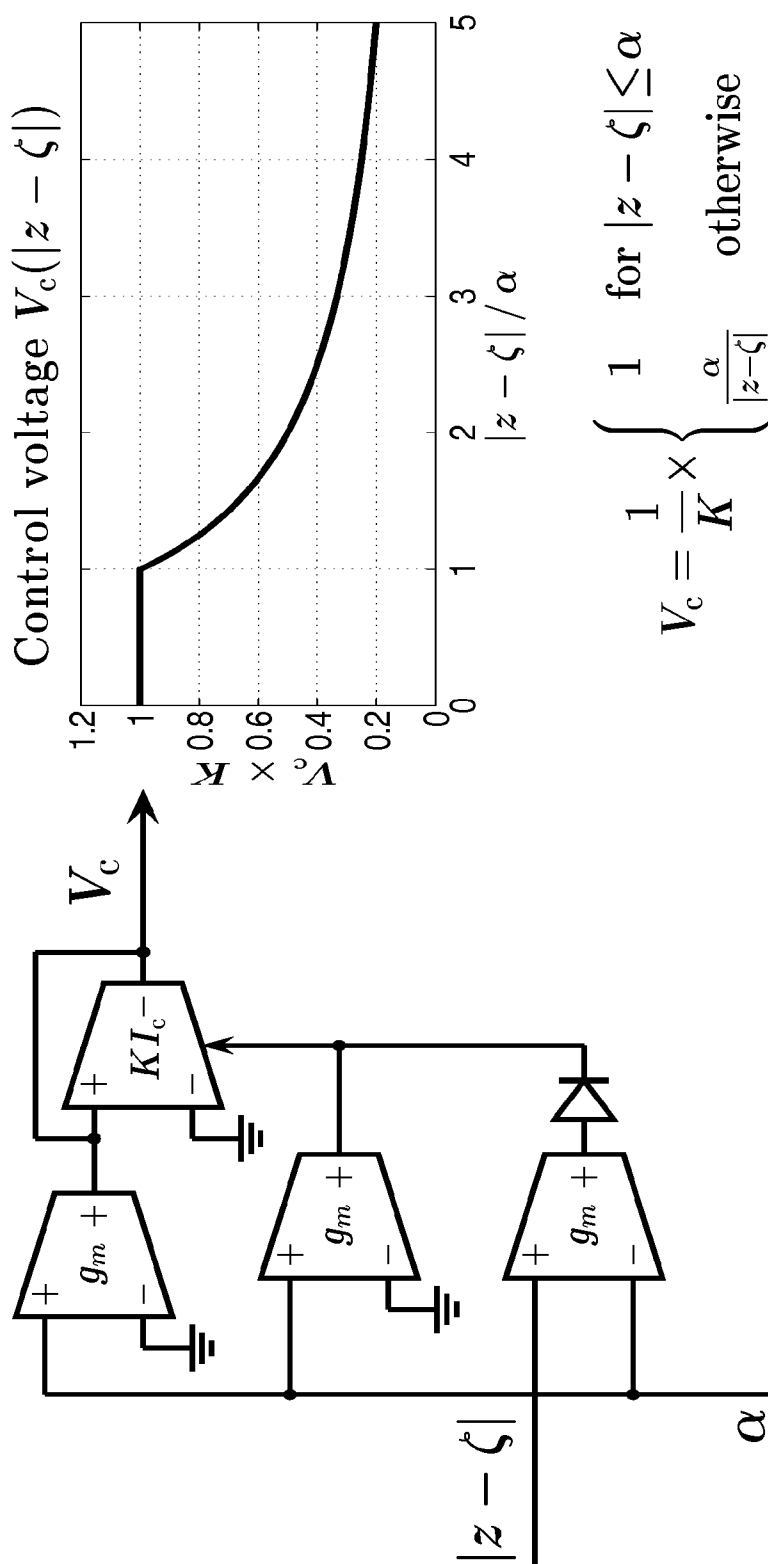 Control voltage V_c(|z − ζ|)
V_c × K
1.2
1
0.8
0.6
0.4
0.2
0
0 1 2 3 4 5
|z − ζ| / α
V_c
+ − g_m +
+ − KI_c −
+ − g_m +
+ − g_m +
|z − ζ|
α
V_c = 1/K × { 1 for |z − ζ| ≤ α
α/|z−ζ| otherwise